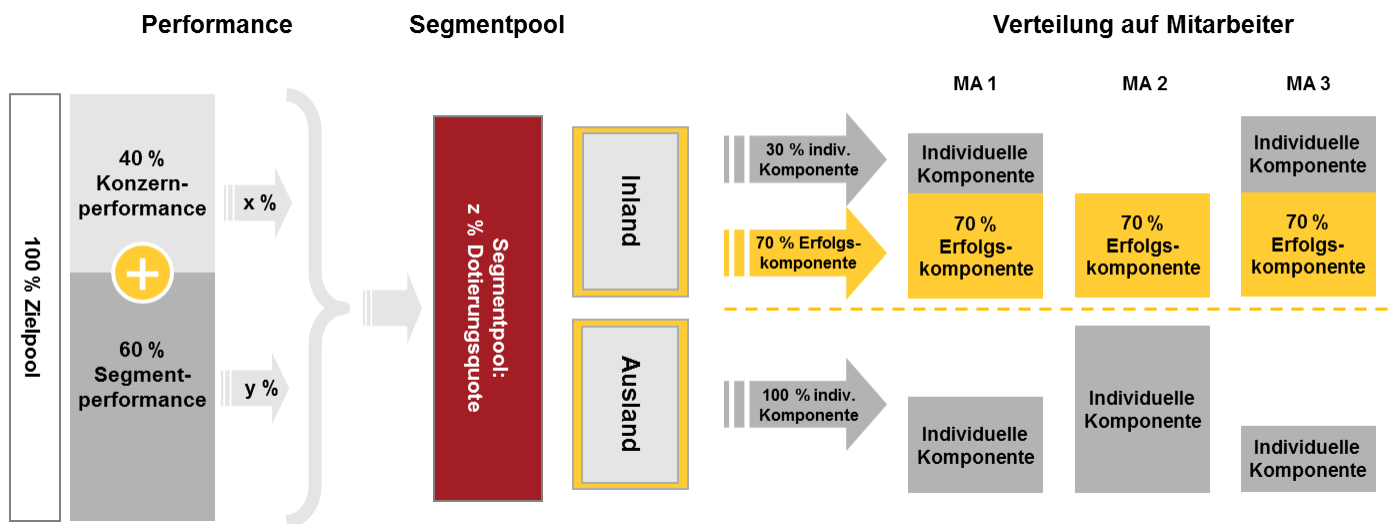 Performance
Segmentpool
Verteilung auf Mitarbeiter
MA 1
MA 2
MA 3
100 % Zielpool
40 %
Konzern-
performance
+
60 %
Segment-
performance
x %
y %
Segmentpool:
z % Dotierungsquote
Inland
Ausland
30 % indiv.
Komponente
70 % Erfolgs-
komponente
100 % indiv.
Komponente
Individuelle
Komponente
70 %
Erfolgs-
komponente
70 %
Erfolgs-
komponente
Individuelle
Komponente
70 %
Erfolgs-
komponente
Individuelle
Komponente
Individuelle
Komponente
Individuelle
Komponente